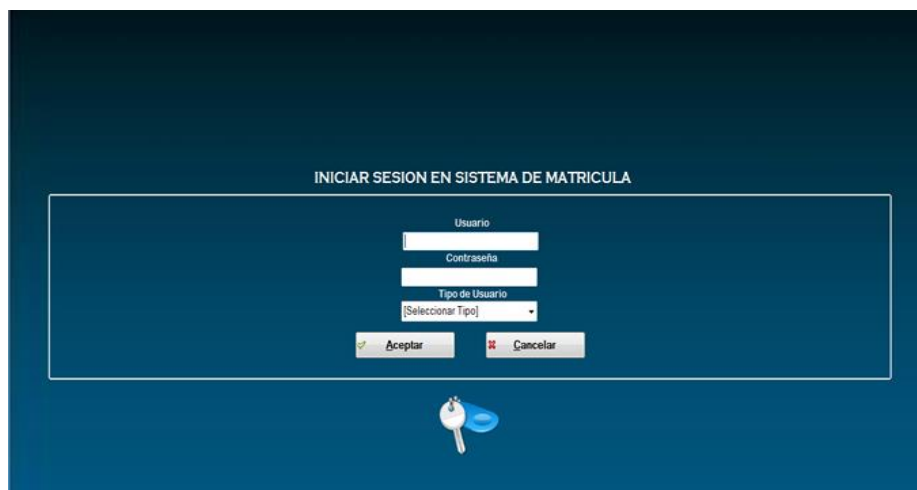 INICIAR SESION EN SISTEMA DE MATRICULA
Usuario
Contraseña
Tipo de Usuario
[Seleccionar Tipo]
Aceptar
Cancelar